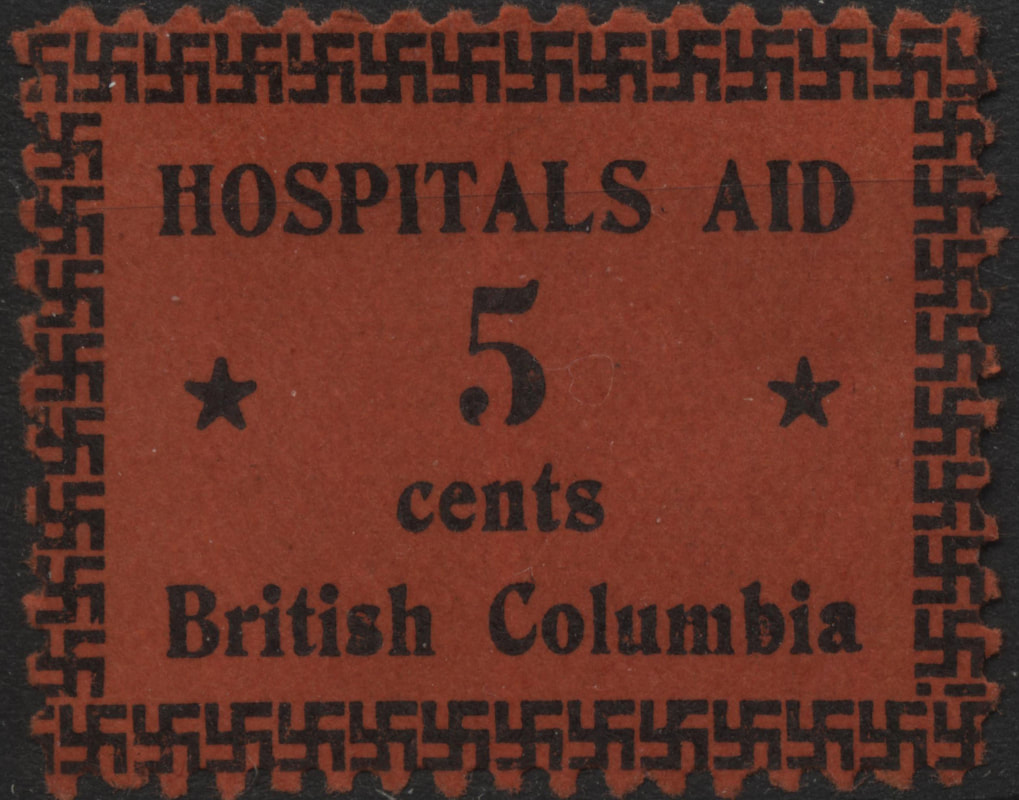 HOSPITALS AID
5
cents
British Columbia